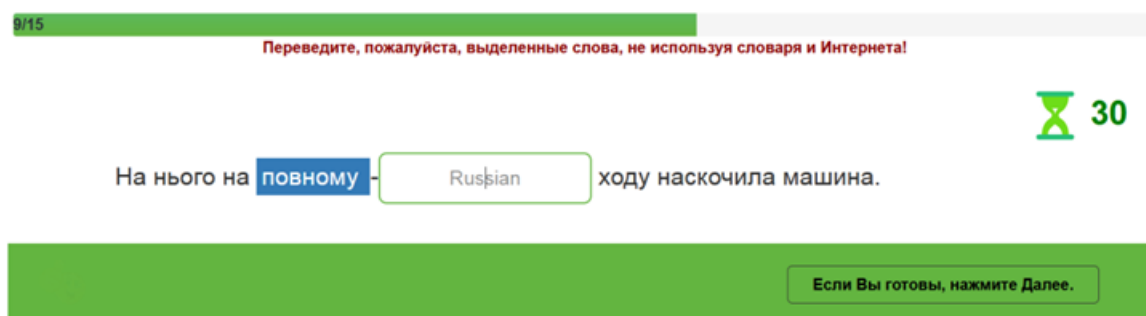 9/15
Переведите, пожалуйста, выделенные слова, не используя словаря и Интернета!
30
На нього на повному - Russian ходу наскочила машина.
Если Вы готовы, нажмите Далее.